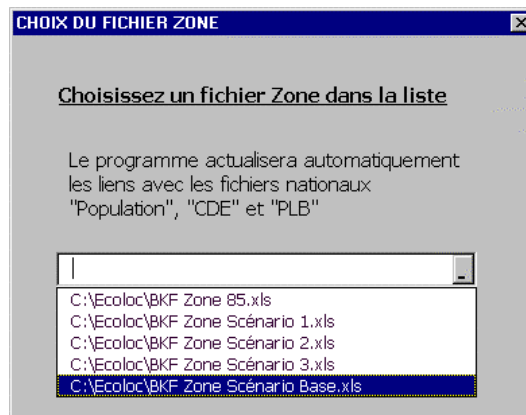 CHOIX DU FICHIER ZONE
Choisissez un fichier Zone dans la liste
Le programme actualisera automatiquement
les liens avec les fichiers nationaux
"Population", "CDE" et "PLB"
C:\Ecoloc\BKF Zone 85.xls
C:\Ecoloc\BKF Zone Scénario 1.xls
C:\Ecoloc\BKF Zone Scénario 2.xls
C:\Ecoloc\BKF Zone Scénario 3.xls
C:\Ecoloc\BKF Zone Scénario Base.xls